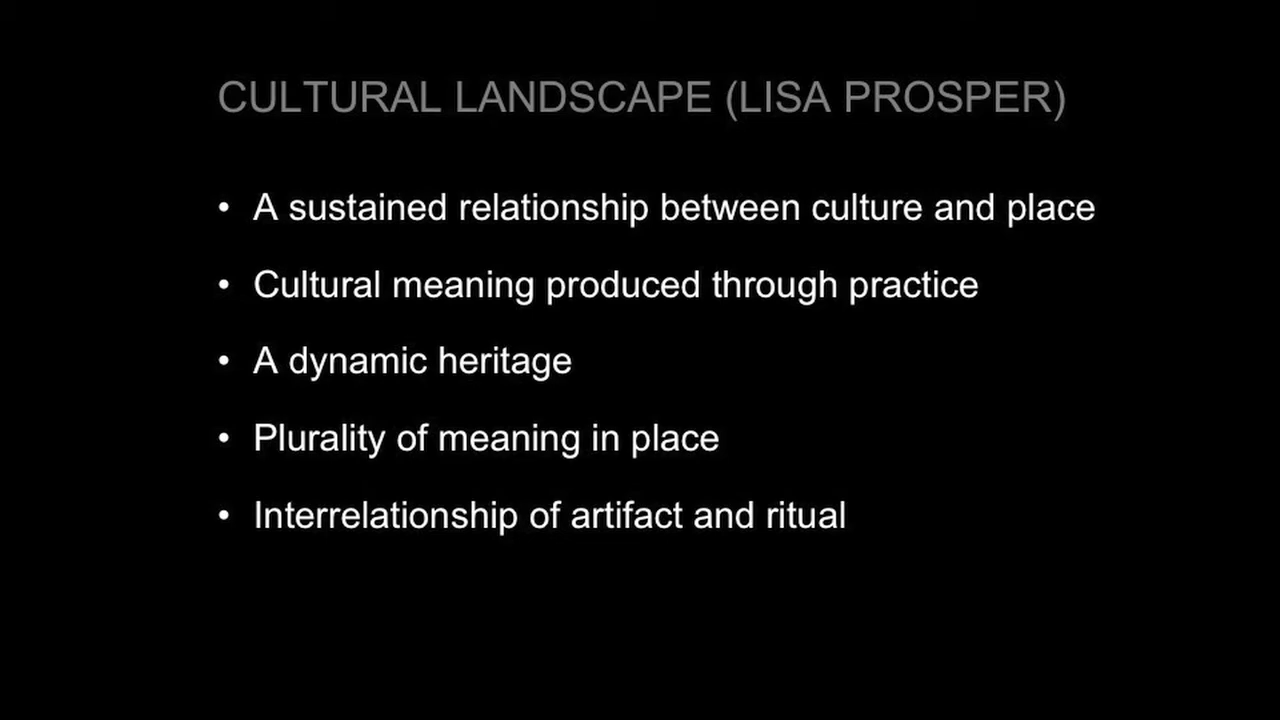 CULTURAL LANDSCAPE (LISA PROSPER)
• A sustained relationship between culture and place
• Cultural meaning produced through practice
• A dynamic heritage
• Plurality of meaning in place
• Interrelationship of artifact and ritual